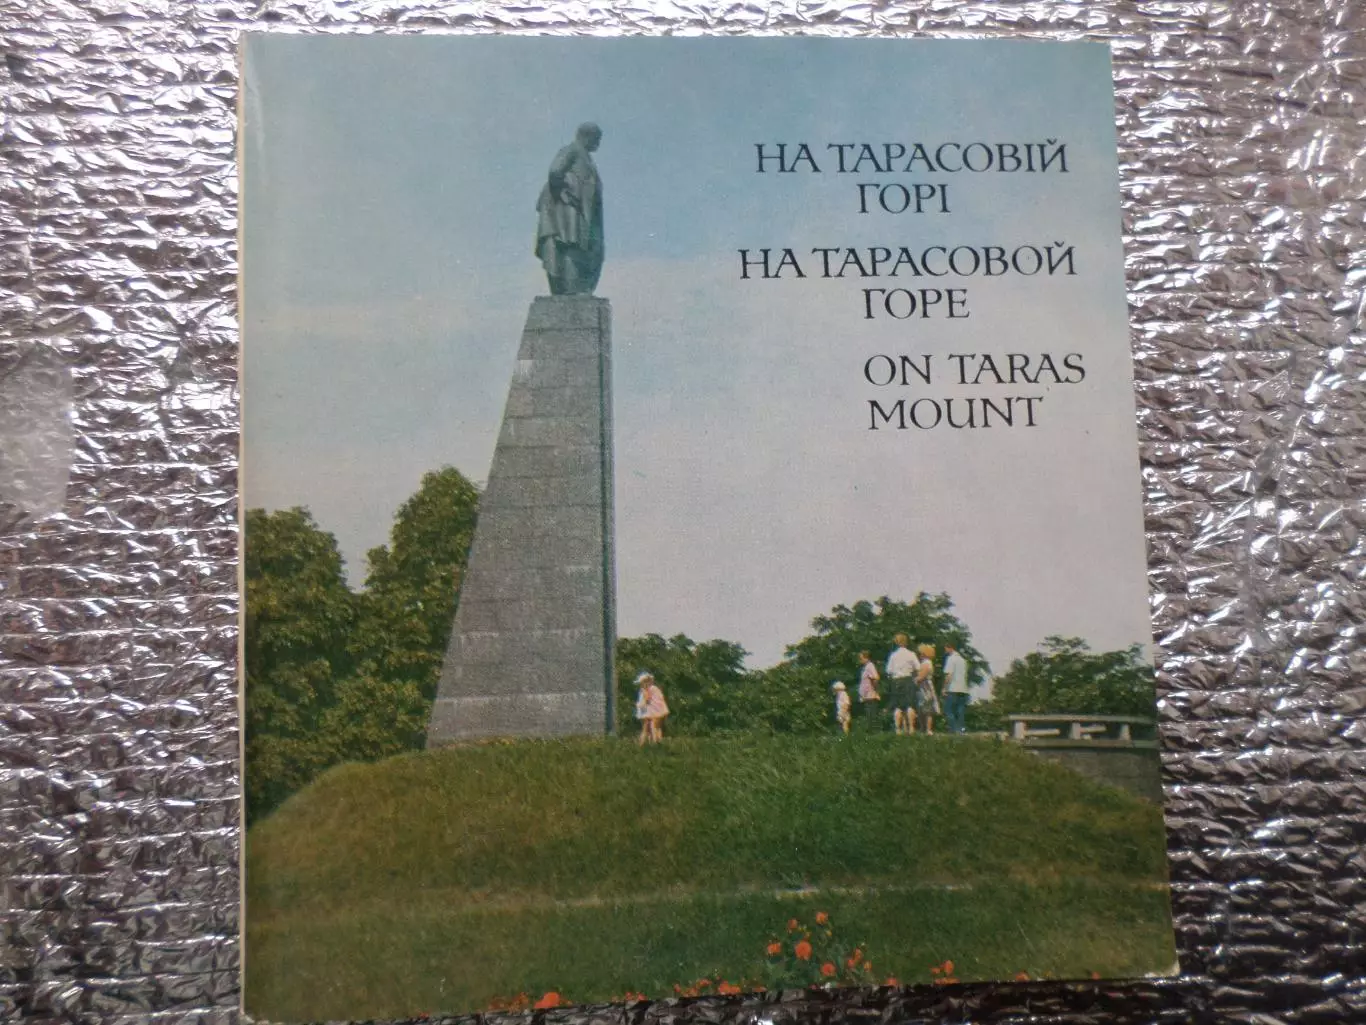 НА ТАРАСОВІЙ
ГОРІ
НА ТАРАСОВОЙ
ГОРЕ
ON TARAS
MOUNT